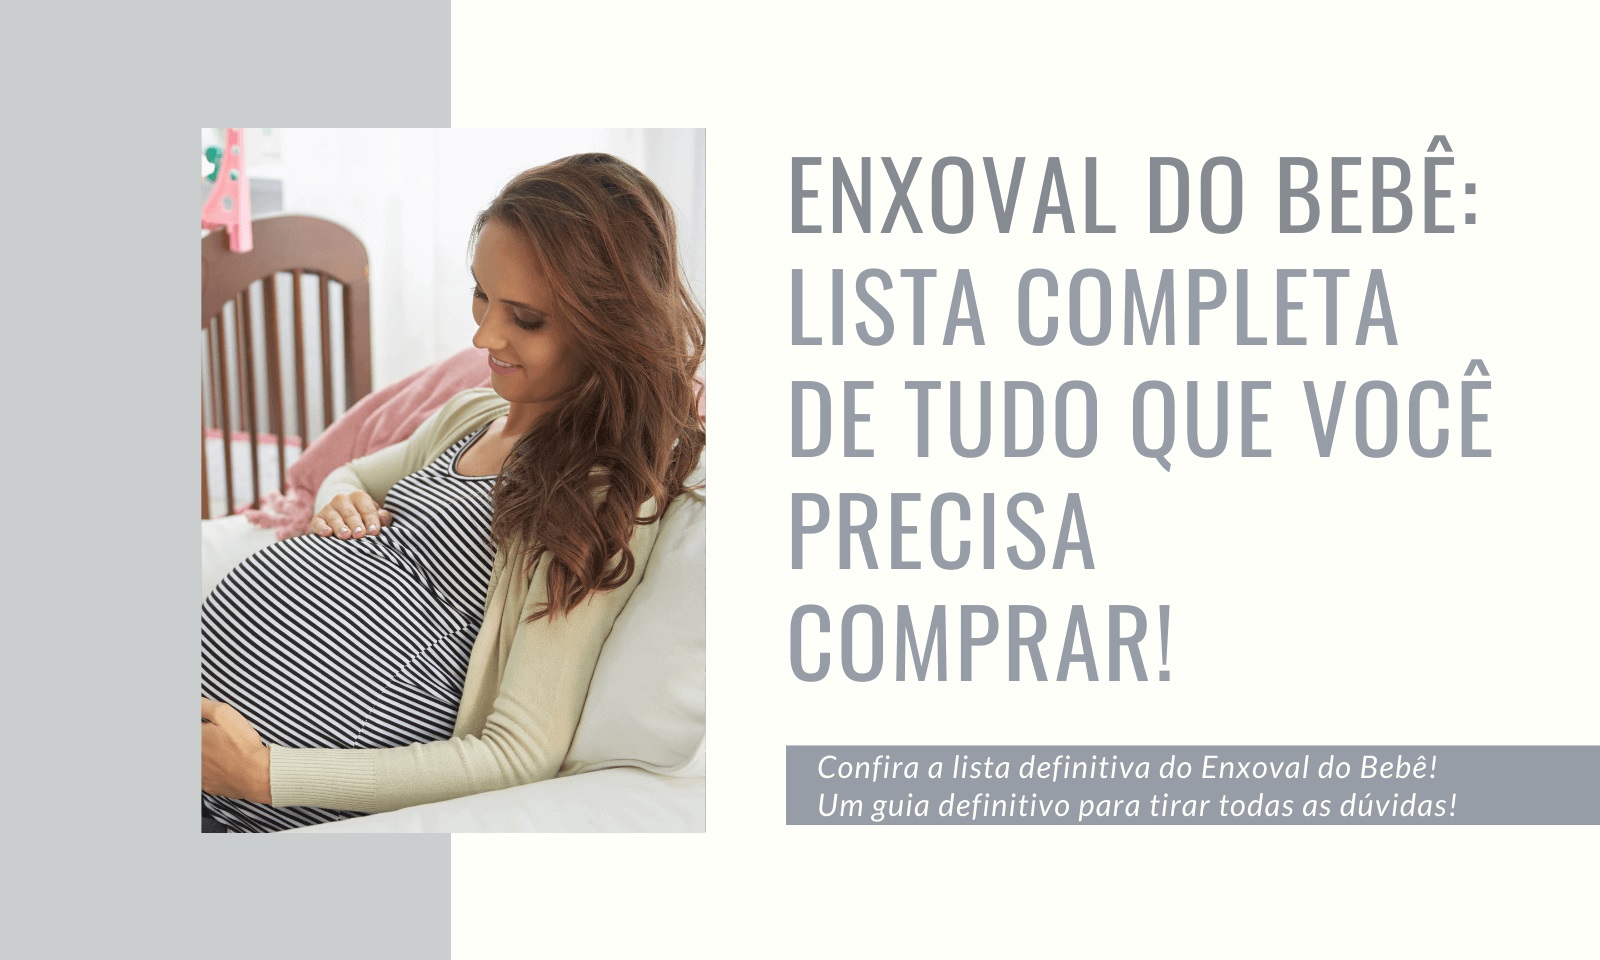 ENXOVAL DO BEBÊ:
LISTA COMPLETA
DE TUDO QUE VOCÊ
PRECISA
COMPRAR!
Confira a lista definitiva do Enxoval do Bebê!
Um guia definitivo para tirar todas as dúvidas!